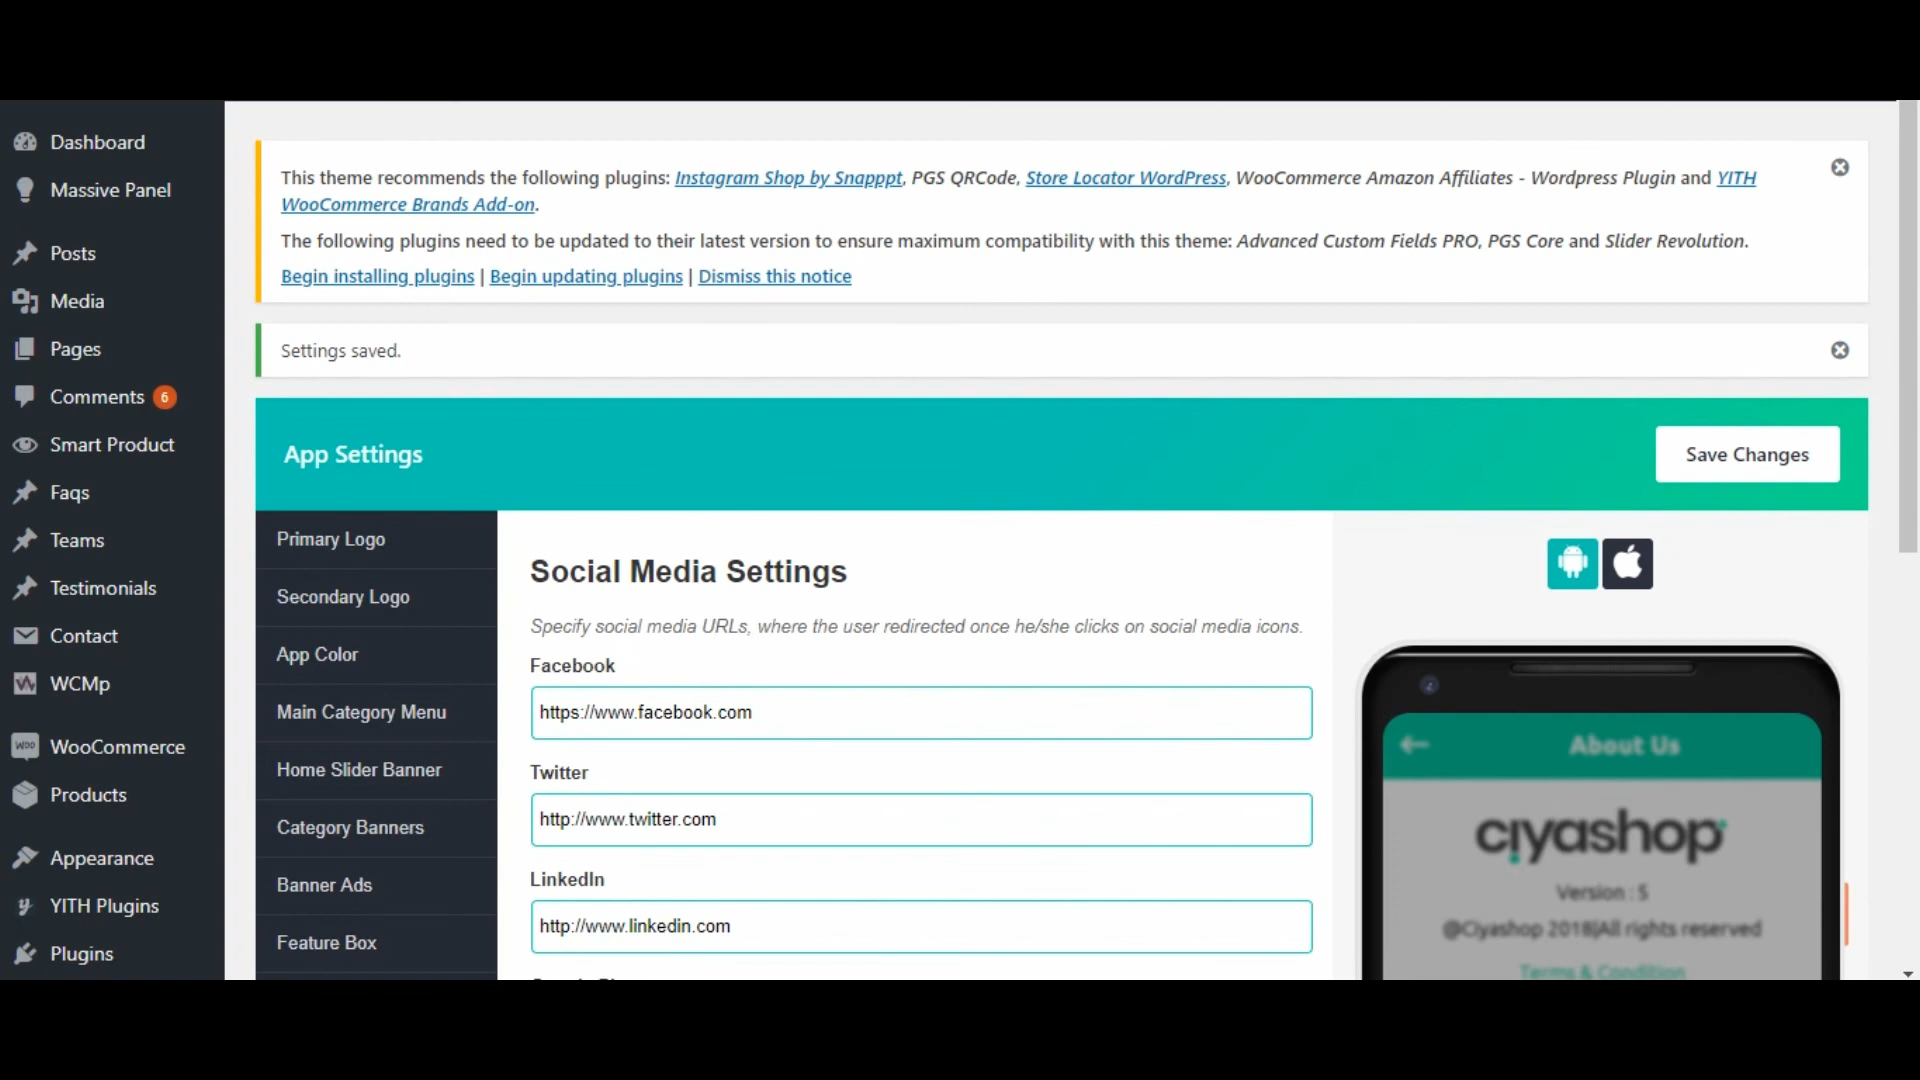 Dashboard
Massive Panel
Posts
Media
Pages
Comments 6
Smart Product
Faqs
Teams
Testimonials
Contact
WCMp
WooCommerce
Products
Appearance
YITH Plugins
Plugins
This theme recommends the following plugins: Instagram Shop by Snapppt, PGS QRCode, Store Locator WordPress, WooCommerce Amazon Affiliates - Wordpress Plugin and YITH
WooCommerce Brands Add-on.
The following plugins need to be updated to their latest version to ensure maximum compatibility with this theme: Advanced Custom Fields PRO, PGS Core and Slider Revolution.
Begin installing plugins | Begin updating plugins | Dismiss this notice
Settings saved.
App Settings
Save Changes
Primary Logo
Secondary Logo
App Color
Main Category Menu
Home Slider Banner
Category Banners
Banner Ads
Feature Box
Social Media Settings
Specify social media URLs, where the user redirected once he/she clicks on social media icons.
Facebook
https://www.facebook.com
Twitter
http://www.twitter.com
LinkedIn
http://www.linkedin.com
About Us
ciyashop
Version : 5
@Ciyashop 2018|All rights reserved
Terms & Condition